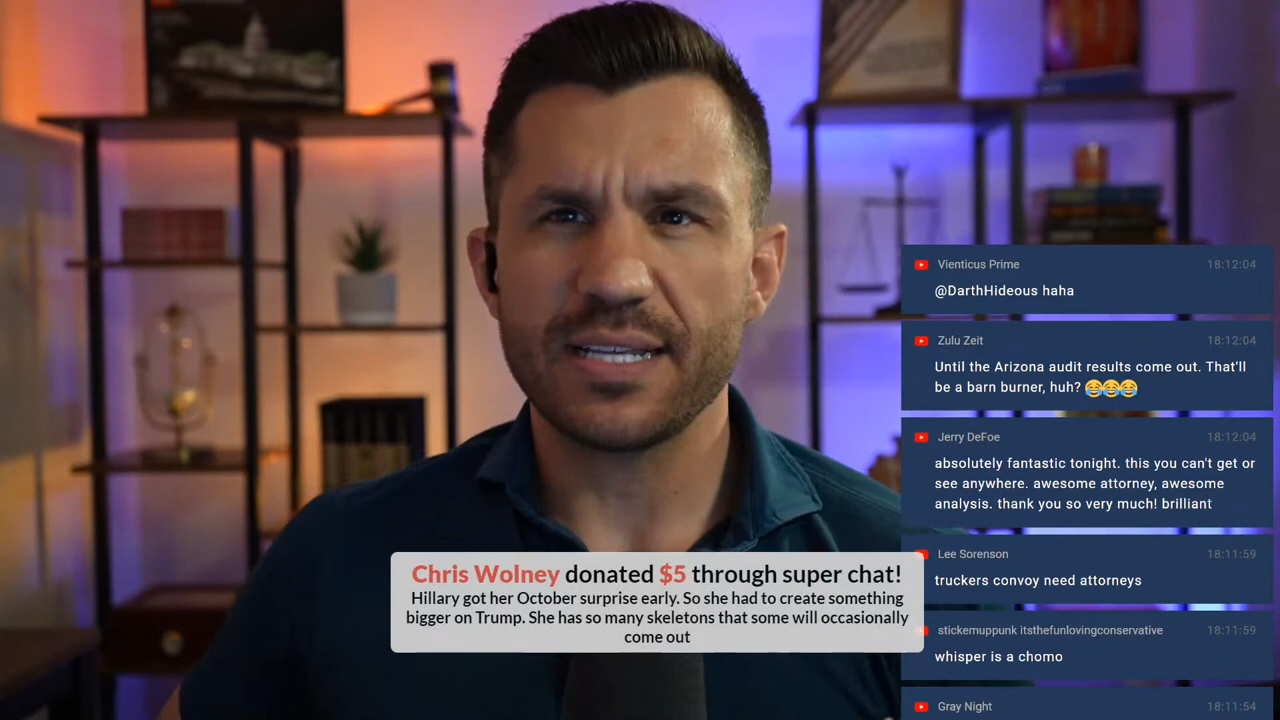 Vienticus Prime 18:12:04
@DarthHideous haha
Zulu Zeit 18:12:04
Until the Arizona audit results come out. That'll
be a barn burner, huh? 😂😂😂
Jerry DeFoe 18:12:04
absolutely fantastic tonight. this you can't get or
see anywhere. awesome attorney, awesome
analysis. thank you so very much! brilliant
Lee Sorenson 18:11:59
truckers convoy need attorneys
stickemuppunk itsthefunlovingconservative 18:11:59
whisper is a chomo
Gray Night 18:11:54
Chris Wolney donated $5 through super chat!
Hillary got her October surprise early. So she had to create something
bigger on Trump. She has so many skeletons that some will occasionally
come out